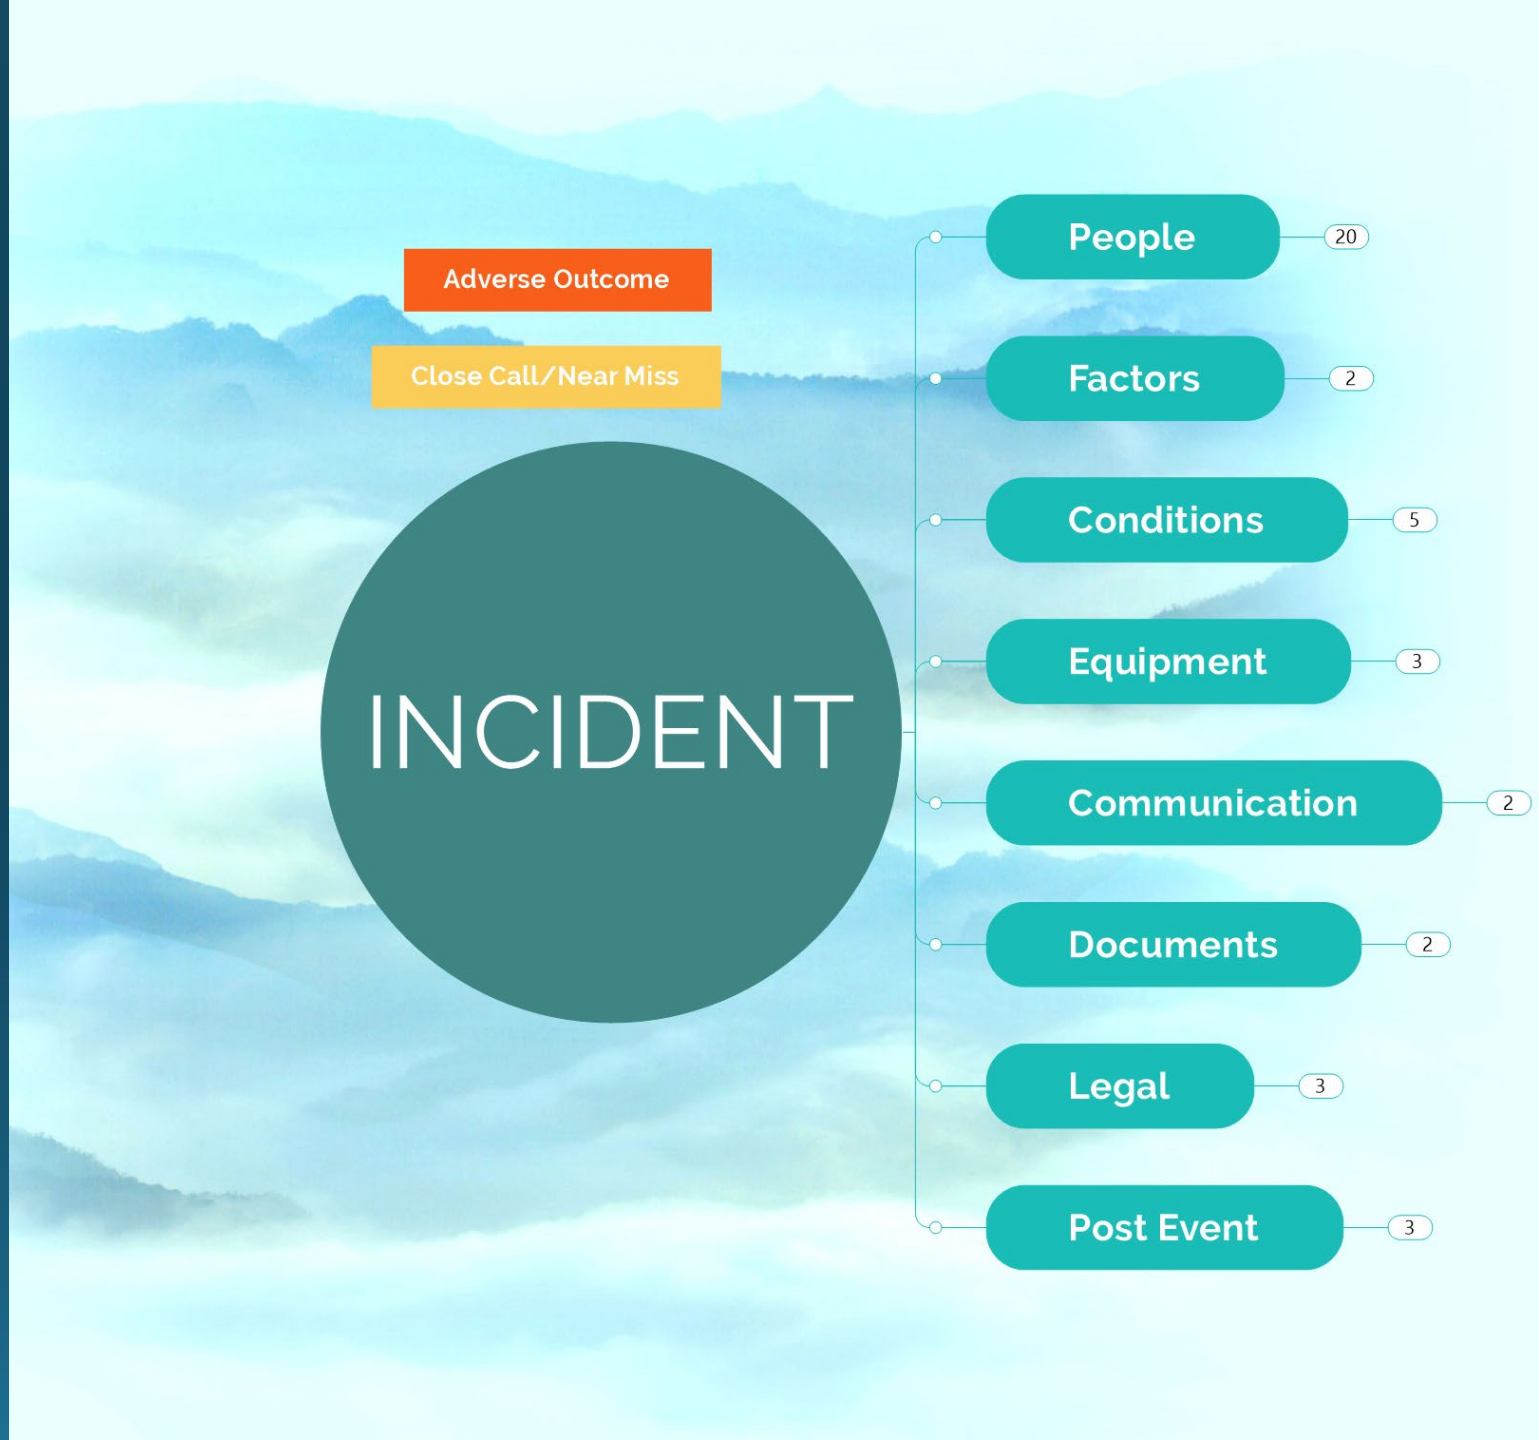 Adverse Outcome
Close Call/Near Miss
INCIDENT
People
20
Factors
2
Conditions
5
Equipment
3
Communication
2
Documents
2
Legal
3
Post Event
3